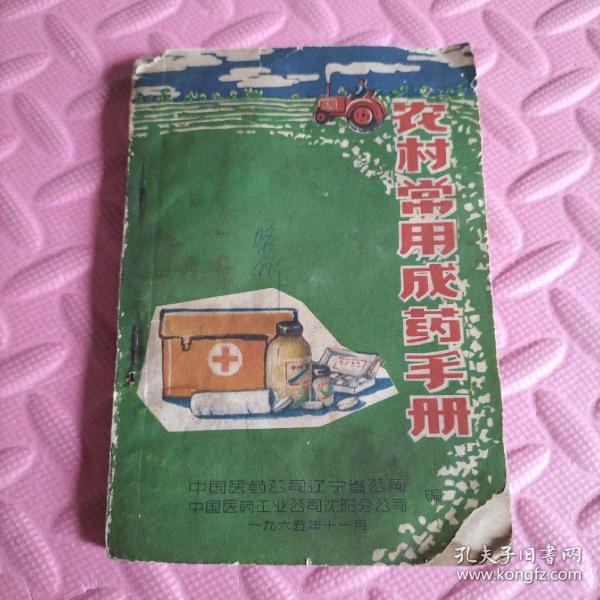 农村常用成药手册
中国医药公司辽宁省公司
中国医药工业公司沈阳分公司
编
一九六五年十一月
孔夫子旧书网
www.kongfz.com